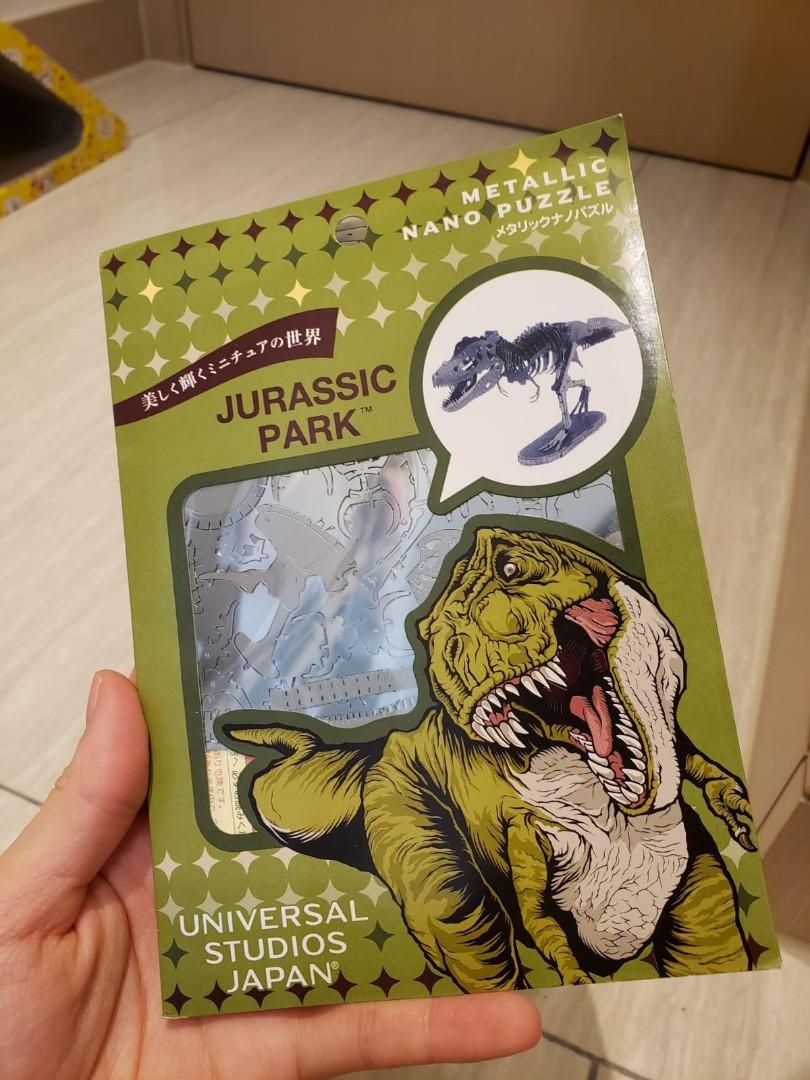 METALLIC
NANO PUZZLE
メタリックナノパズル
美しく輝くミニチュアの世界
JURASSIC
PARK™
UNIVERSAL
STUDIOS
JAPAN®